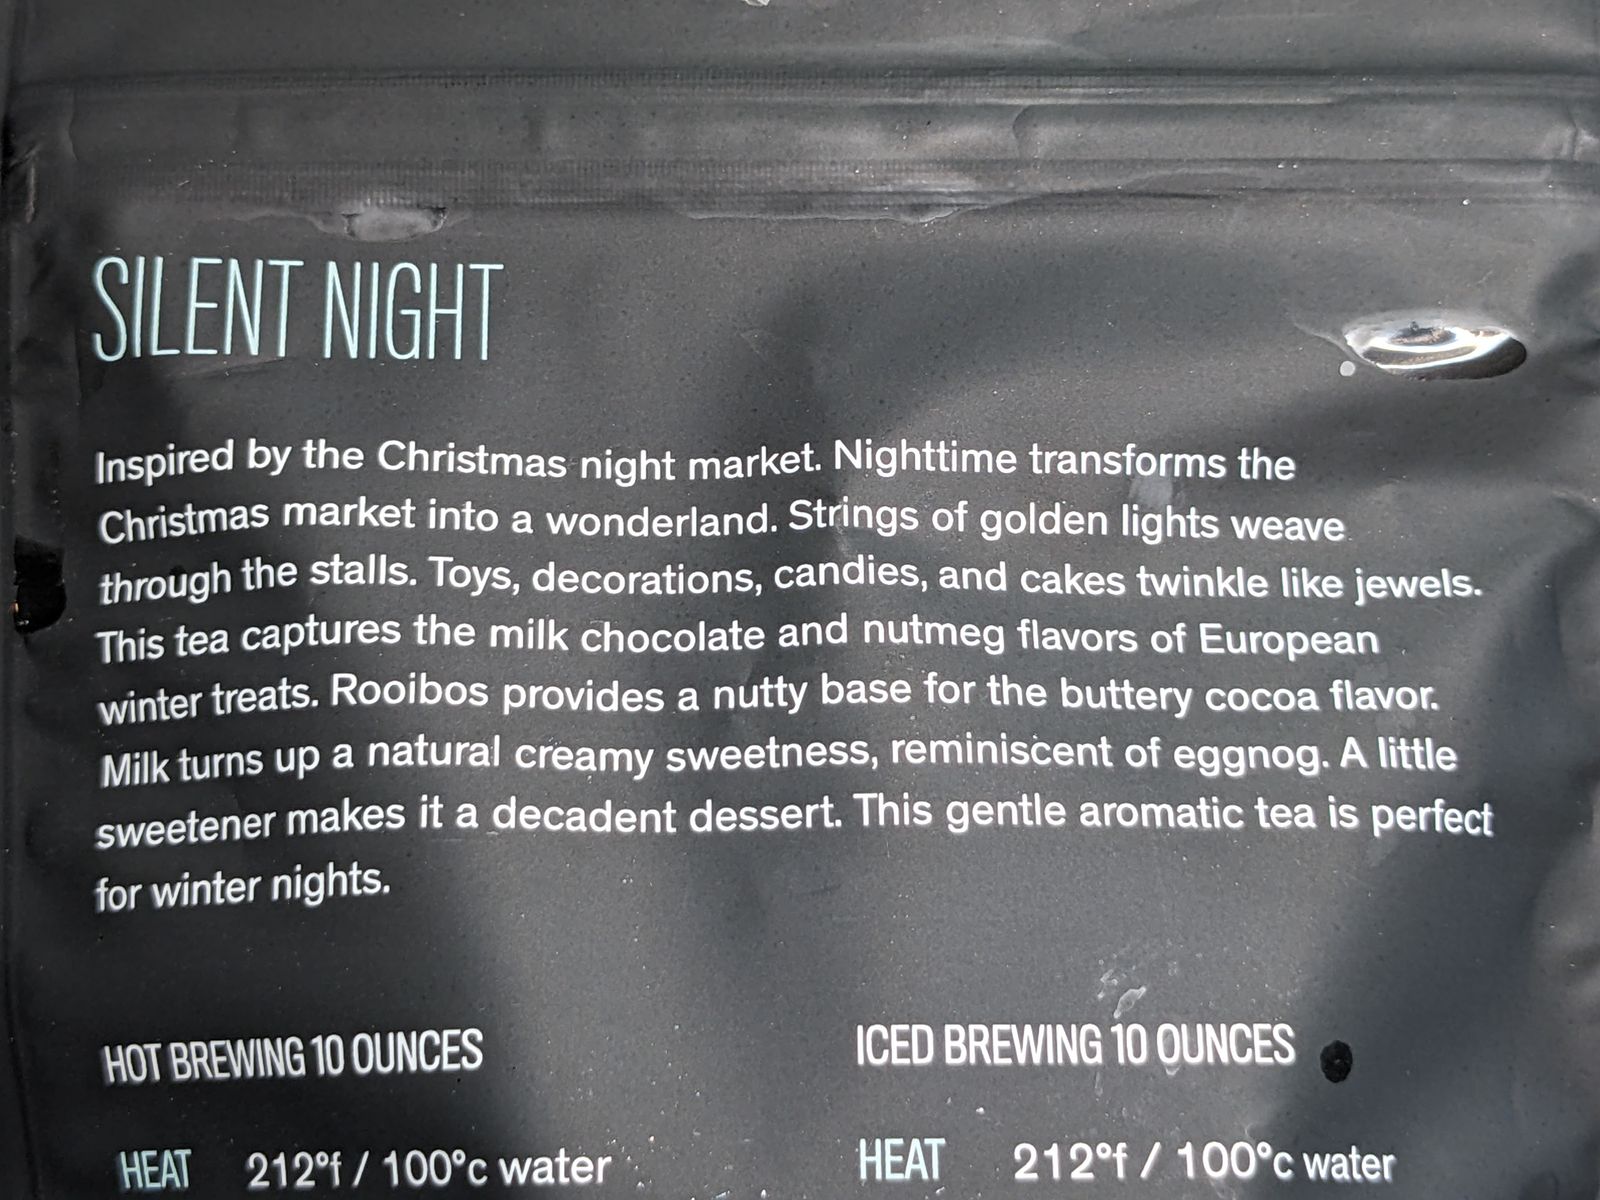 SILENT NIGHT
Inspired by the Christmas night market. Nighttime transforms the
Christmas market into a wonderland. Strings of golden lights weave
through the stalls. Toys, decorations, candies, and cakes twinkle like jewels.
This tea captures the milk chocolate and nutmeg flavors of European
winter treats. Rooibos provides a nutty base for the buttery cocoa flavor.
Milk turns up a natural creamy sweetness, reminiscent of eggnog. A little
sweetener makes it a decadent dessert. This gentle aromatic tea is perfect
for winter nights.
HOT BREWING 10 OUNCES
HEAT 212°f / 100°c water
ICED BREWING 10 OUNCES
HEAT 212°f / 100°c water